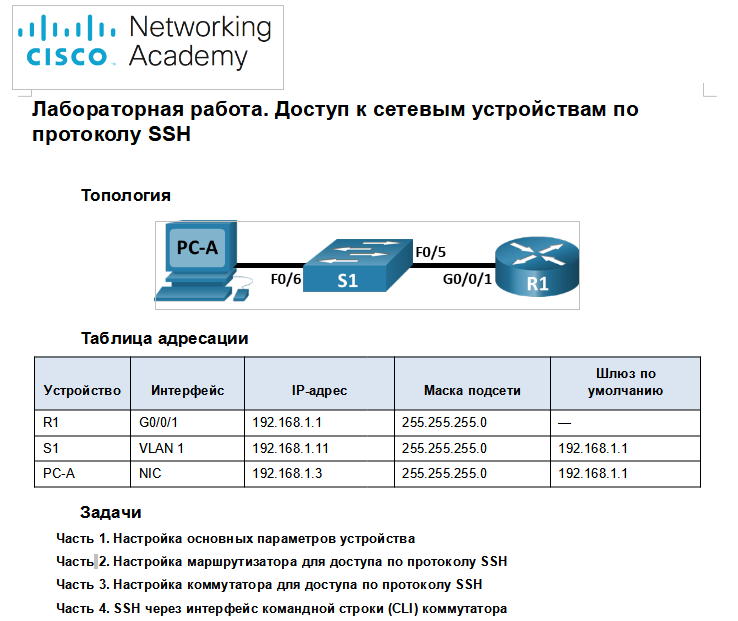 Networking
Academy
CISCO
Лабораторная работа. Доступ к сетевым устройствам по
протоколу SSH
Топология
PC-A
F0/6
S1
F0/5
G0/0/1
R1
Таблица адресации
Устройство Интерфейс IP-адрес Маска подсети Шлюз по умолчанию
R1 G0/0/1 192.168.1.1 255.255.255.0 —
S1 VLAN 1 192.168.1.11 255.255.255.0 192.168.1.1
PC-A NIC 192.168.1.3 255.255.255.0 192.168.1.1
Задачи
Часть 1. Настройка основных параметров устройства
Часть 2. Настройка маршрутизатора для доступа по протоколу SSH
Часть 3. Настройка коммутатора для доступа по протоколу SSH
Часть 4. SSH через интерфейс командной строки (CLI) коммутатора